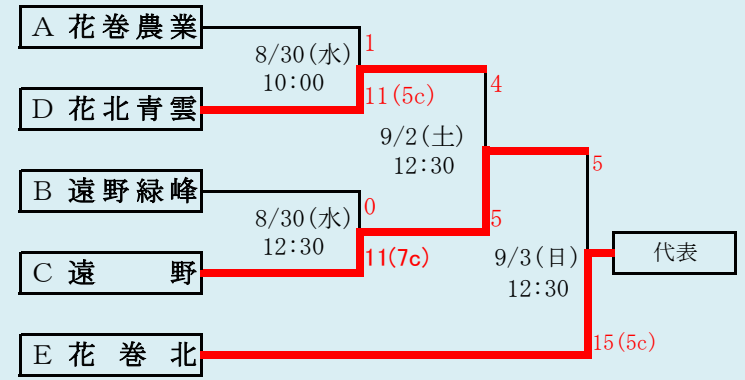 A 花巻農業
1
8/30(水)
10:00
4
D 花北青雲
11(5c)
9/2(土)
12:30
5
B 遠野緑峰
0
8/30(水)
12:30
5
C 遠野
11(7c)
9/3(日)
12:30
代表
E 花巻北
15(5c)